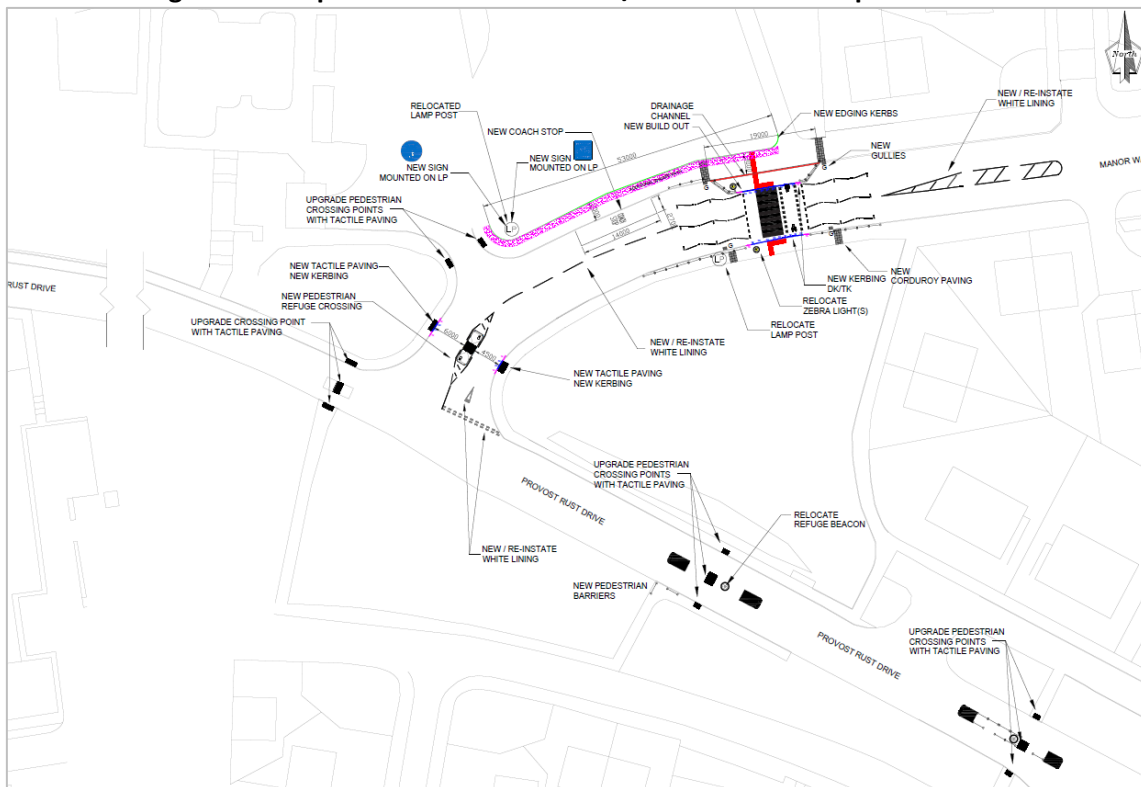 North
RELOCATED
LAMP POST
DRAINAGE
CHANNEL
NEW BUILD OUT
NEW / RE-INSTATE
WHITE LINING
NEW EDGING KERBS
NEW COACH STOP
19000
53000
NEW SIGN
MOUNTED ON LP
NEW SIGN
MOUNTED ON LP
NEW
GULLIES
MANOR WA
UPGRADE PEDESTRIAN
CROSSING POINTS
WITH TACTILE PAVING
LP
14000
G
G
G
G
LP
NEW TACTILE PAVING
NEW KERBING
RUST DRIVE
NEW PEDESTRIAN
REFUGE CROSSING
NEW KERBING
DK/TK
NEW
CORDUROY PAVING
RELOCATE
ZEBRA LIGHT(S)
UPGRADE CROSSING POINT
WITH TACTILE PAVING
6000
4500
RELOCATE
LAMP POST
NEW / RE-INSTATE
WHITE LINING
NEW TACTILE PAVING
NEW KERBING
UPGRADE PEDESTRIAN
CROSSING POINTS
WITH TACTILE PAVING
PROVOST RUST DRIVE
RELOCATE
REFUGE BEACON
NEW / RE-INSTATE
WHITE LINING
NEW PEDESTRIAN
BARRIERS
PROVOST RUST DRIVE
UPGRADE PEDESTRIAN
CROSSING POINTS
WITH TACTILE PAVING